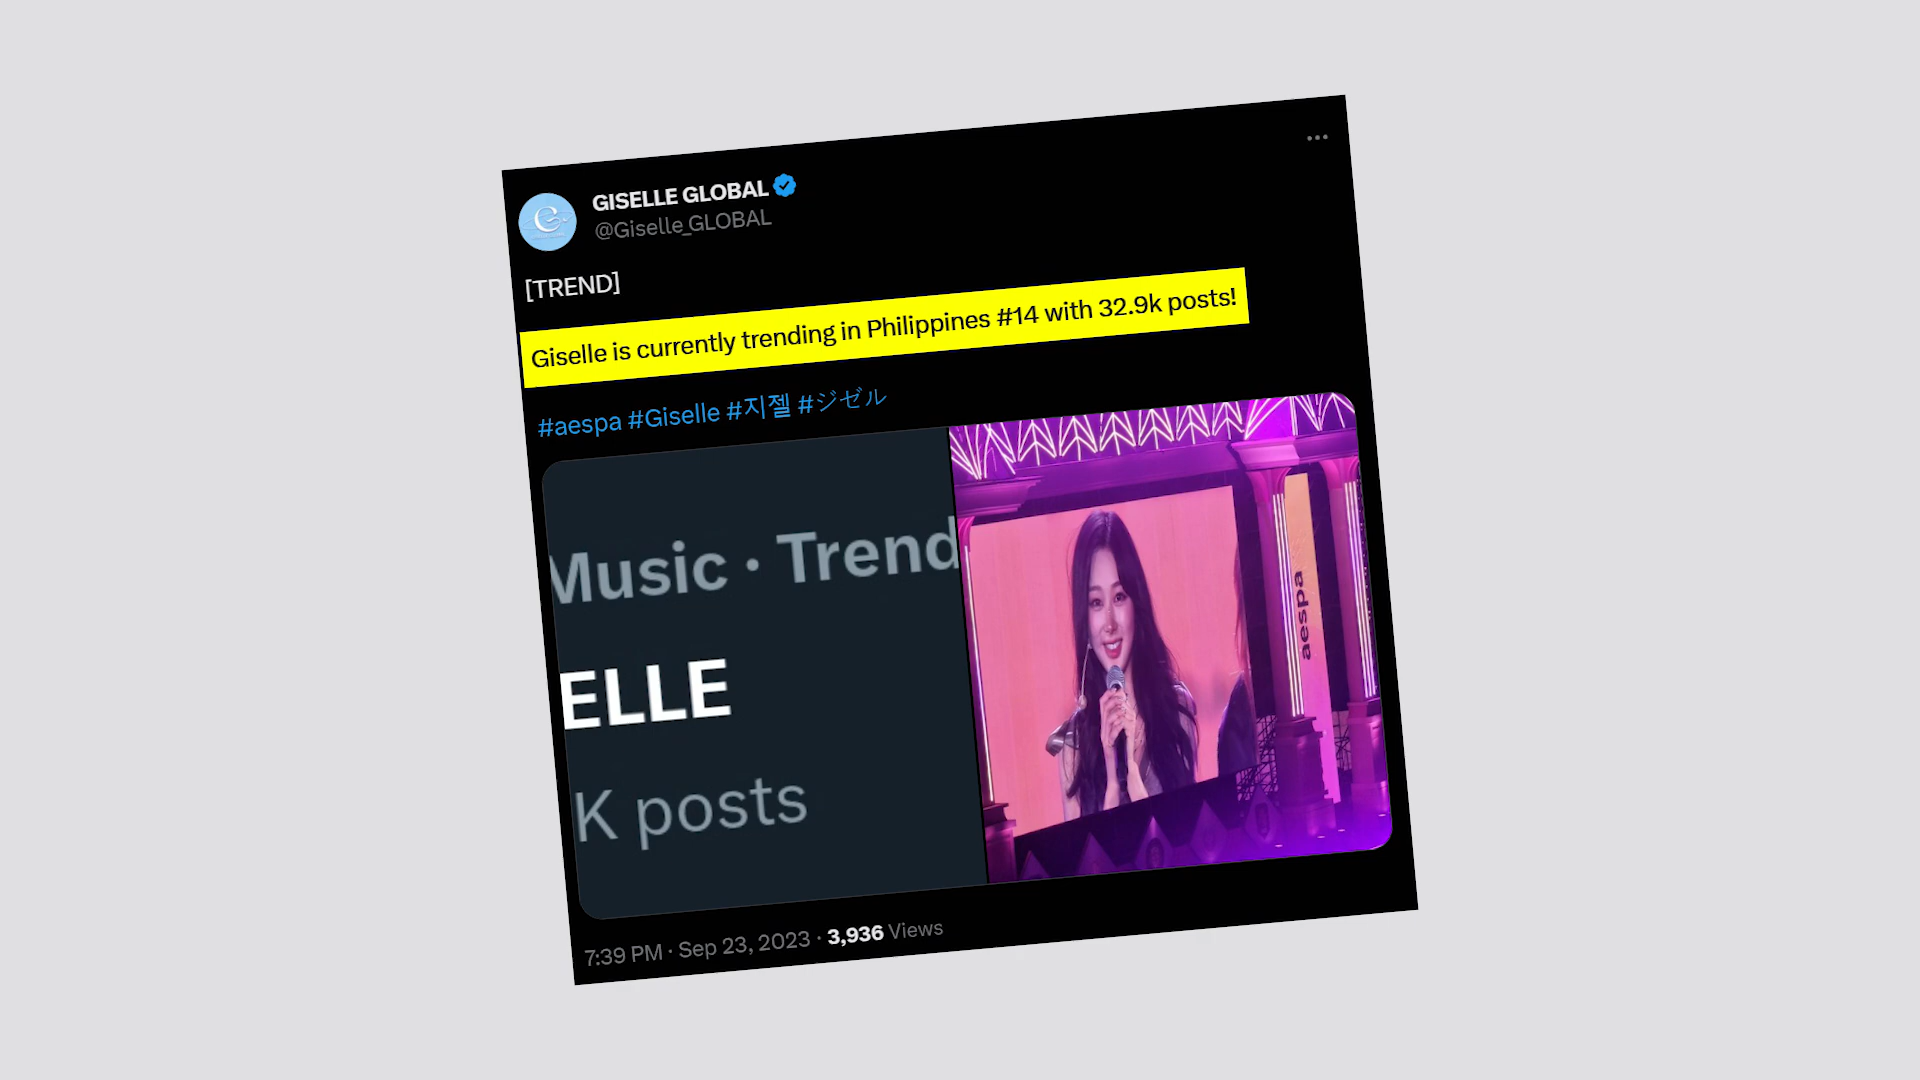 GISELLE GLOBAL
@Giselle_GLOBAL
[TREND]
Giselle is currently trending in Philippines #14 with 32.9k posts!
#aespa #Giselle #지젤 #ジゼル
Music · Trend
ELLE
K posts
aespa
7:39 PM · Sep 23, 2023 · 3,936 Views